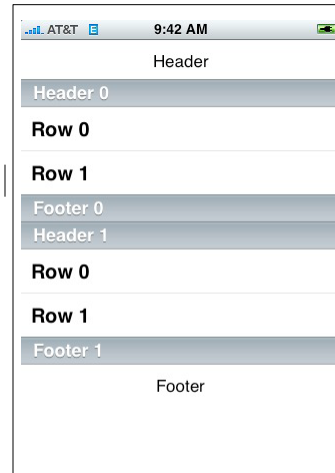 AT&T E 9:42 AM
Header
Header 0
Row 0
Row 1
Footer 0
Header 1
Row 0
Row 1
Footer 1
Footer